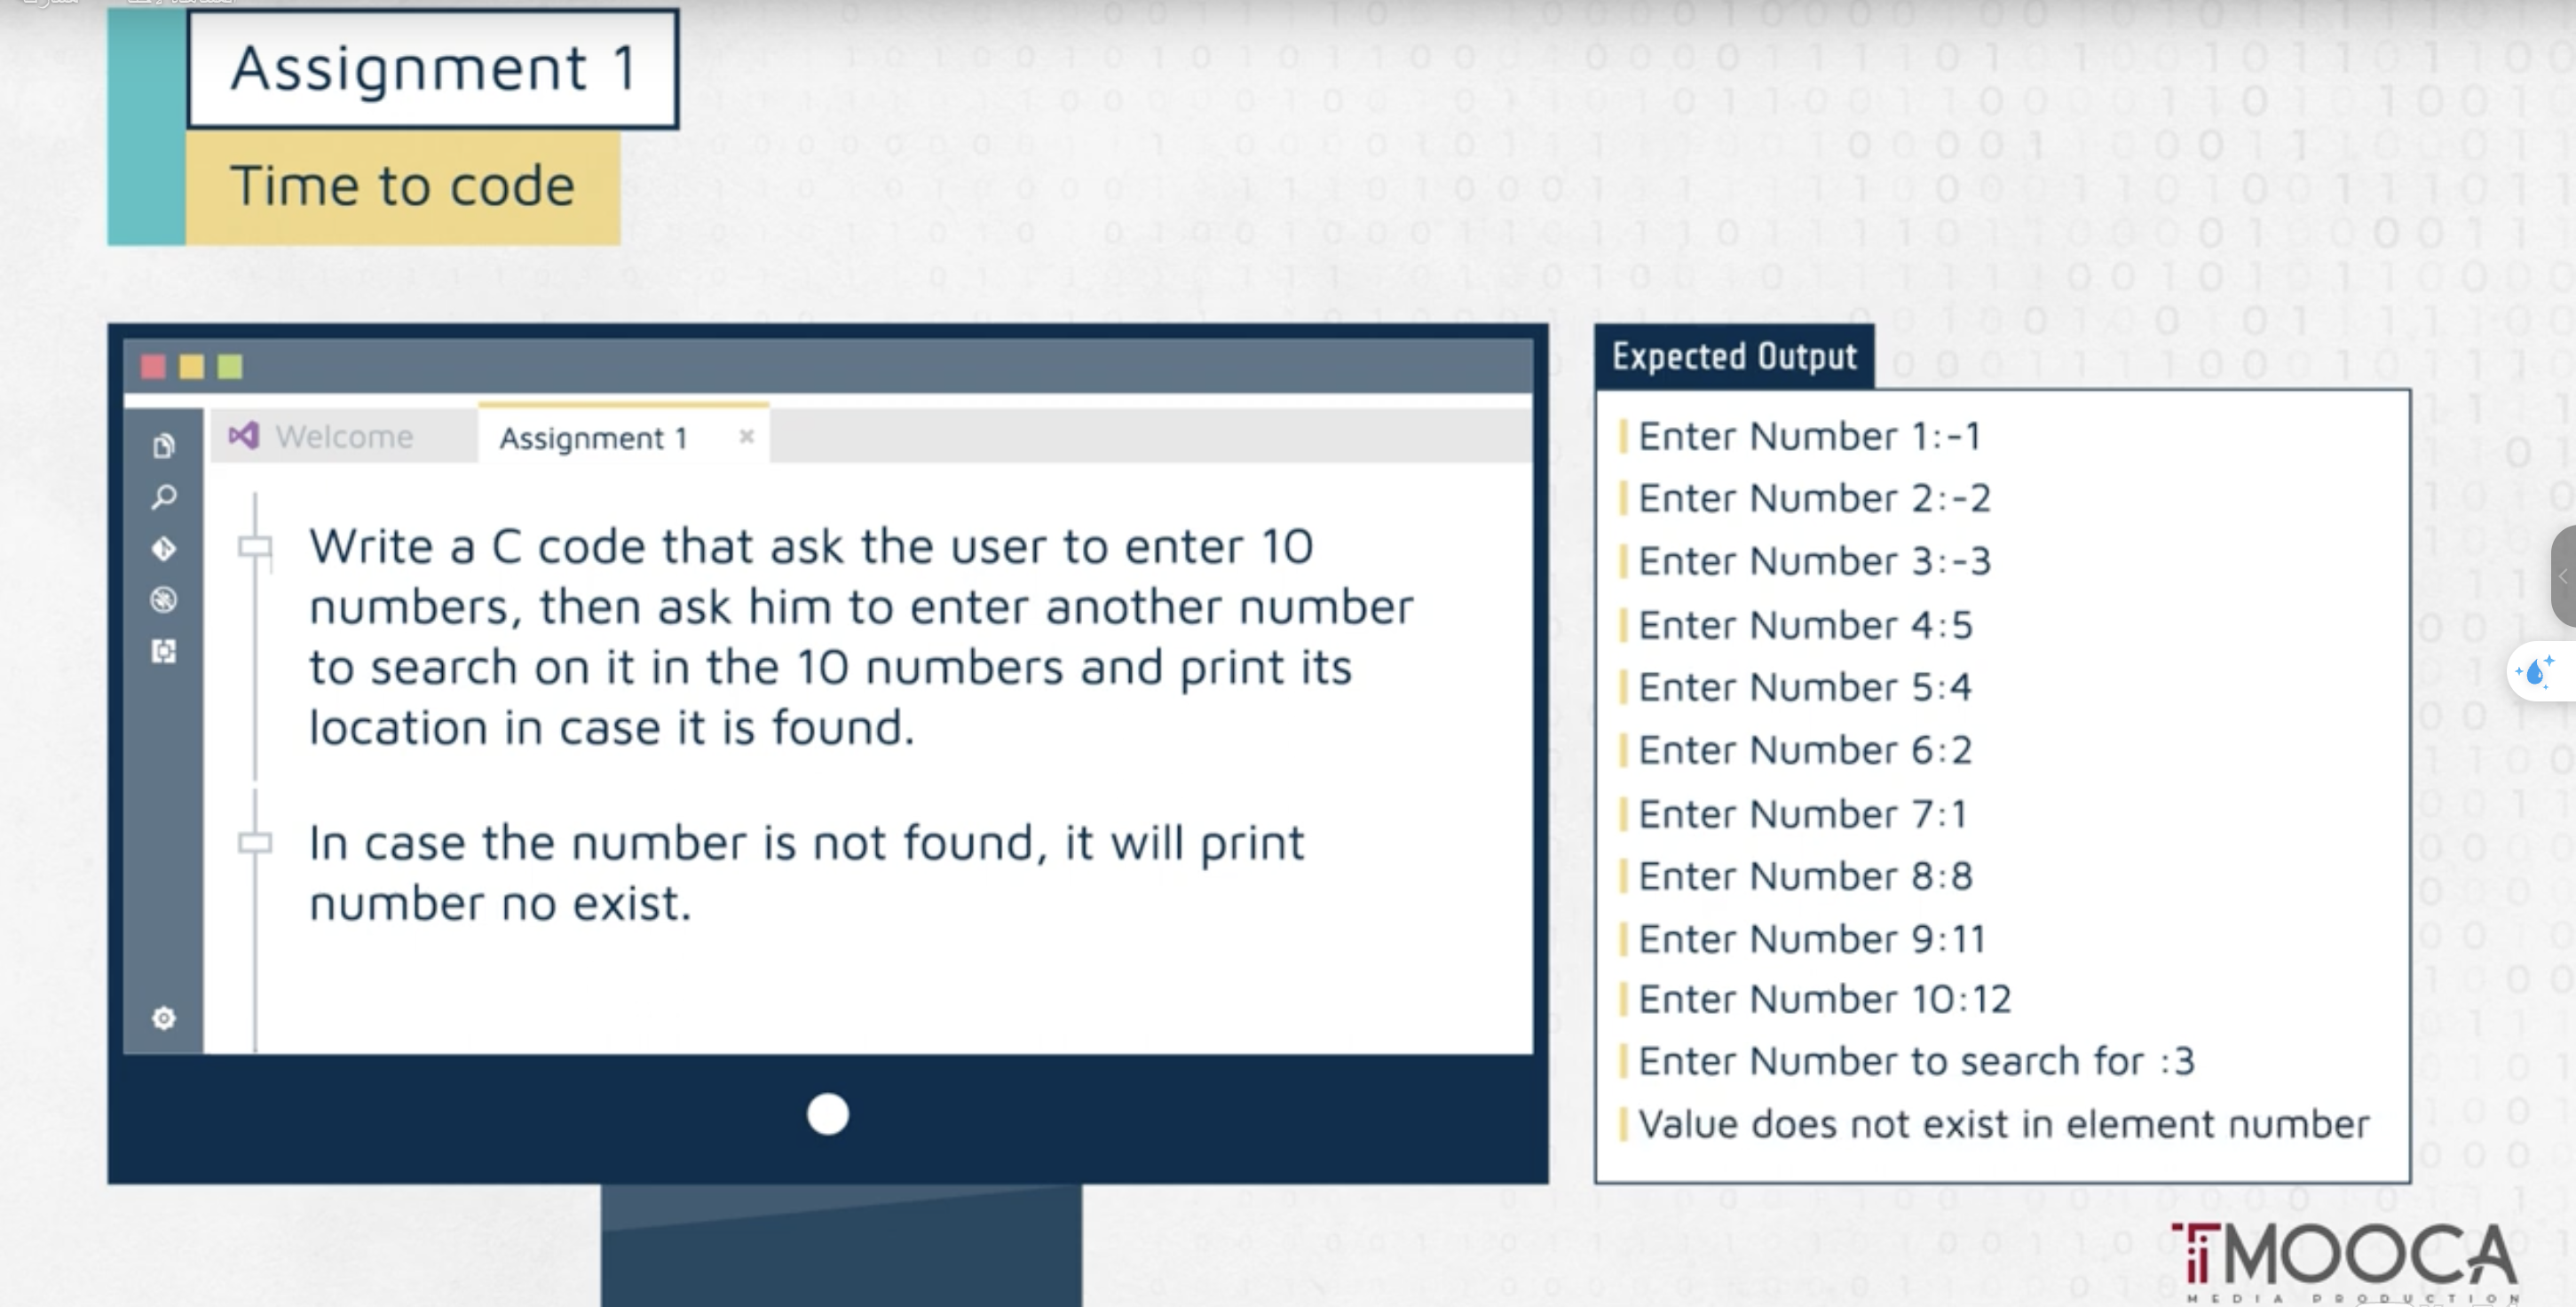 Assignment 1
Time to code
Welcome
Assignment 1
Write a C code that ask the user to enter 10
numbers, then ask him to enter another number
to search on it in the 10 numbers and print its
location in case it is found.
In case the number is not found, it will print
number no exist.
Expected Output
Enter Number 1:-1
Enter Number 2:-2
Enter Number 3:-3
Enter Number 4:5
Enter Number 5:4
Enter Number 6:2
Enter Number 7:1
Enter Number 8:8
Enter Number 9:11
Enter Number 10:12
Enter Number to search for :3
Value does not exist in element number
iTiMOOCA
MEDIA PRODUCTION